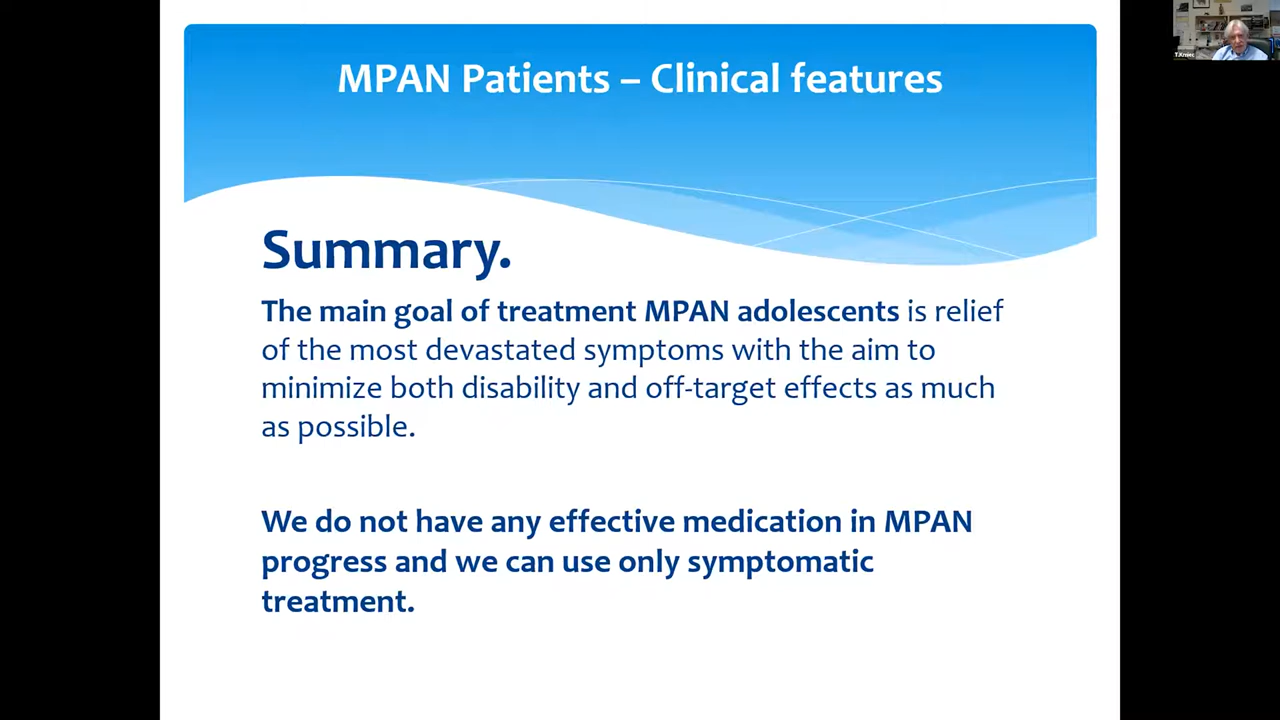 MPAN Patients – Clinical features
Summary.
The main goal of treatment MPAN adolescents is relief
of the most devastated symptoms with the aim to
minimize both disability and off-target effects as much
as possible.
We do not have any effective medication in MPAN
progress and we can use only symptomatic
treatment.